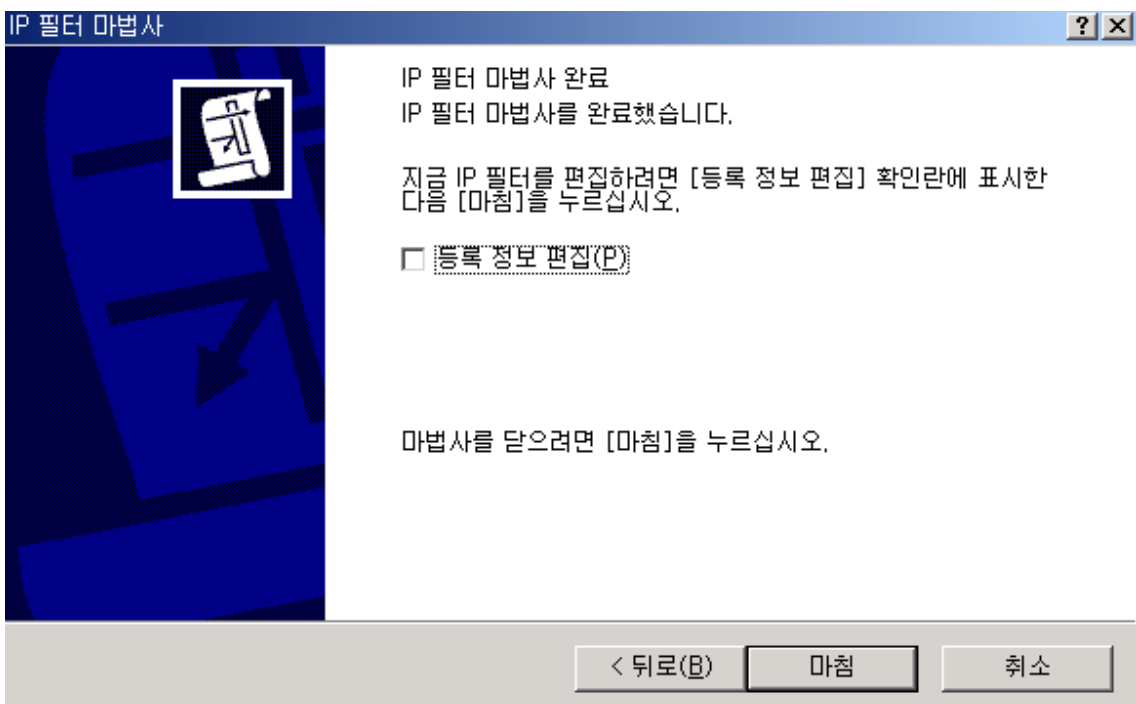 IP 필터 마법사
IP 필터 마법사 완료
IP 필터 마법사를 완료했습니다.
지금 IP 필터를 편집하려면 [등록 정보 편집] 확인란에 표시한
다음 [마침]을 누르십시오.
등록 정보 편집(P)
마법사를 닫으려면 [마침]을 누르십시오.
< 뒤로(B)
마침
취소